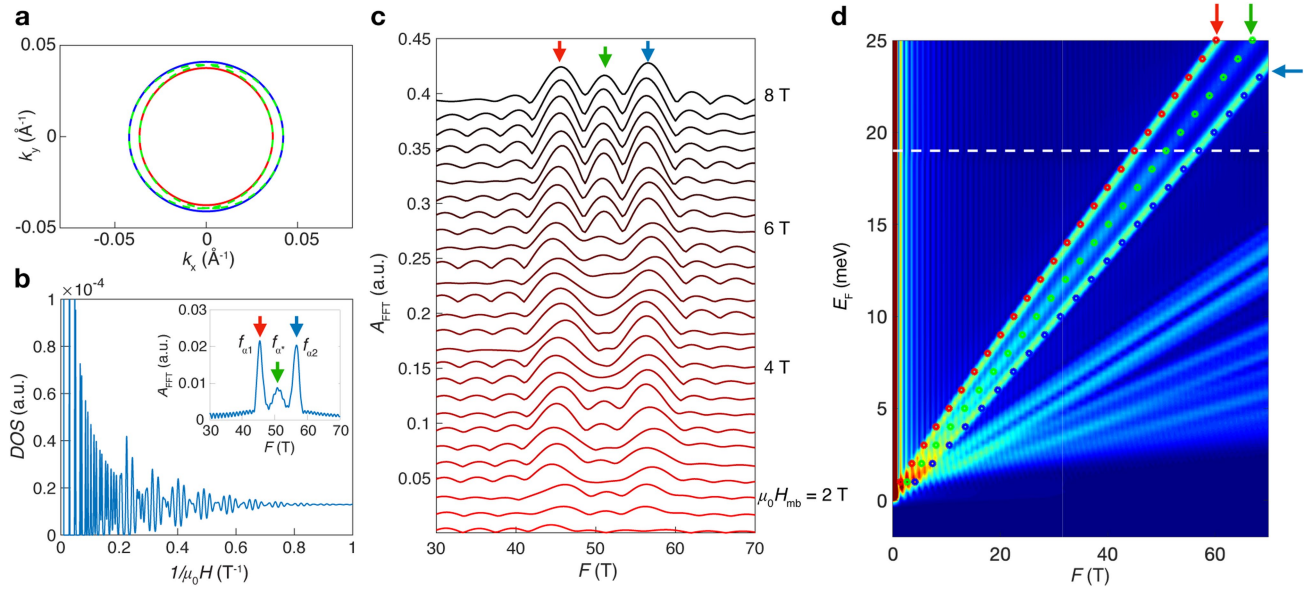 a
0.05
0
-0.05
-0.05
0
0.05
k_y (Å⁻¹)
k_x (Å⁻¹)
b
×10⁻⁴
1
0.8
0.6
0.4
0.2
0
0
0.2
0.4
0.6
0.8
1
DOS (a.u.)
1/μ₀H (T⁻¹)
0.03
0.02
0.01
0
30
40
50
60
70
A_FFT (a.u.)
F (T)
f_α1
f_α*
f_α2
c
0.45
0.4
0.35
0.3
0.25
0.2
0.15
0.1
0.05
30
40
50
60
70
A_FFT (a.u.)
F (T)
8 T
6 T
4 T
μ₀H_mb = 2 T
d
25
20
15
10
5
0
0
20
40
60
E_F (meV)
F (T)